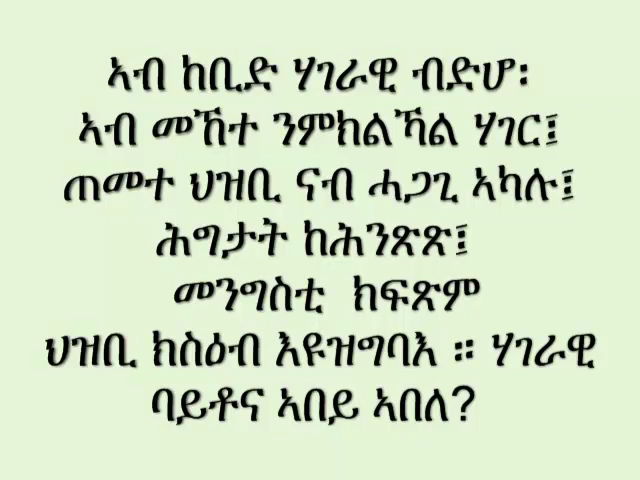 ኣብ ከቢድ ሃገራዊ ብድሆ፡
ኣብ መኸተ ንምክልኻል ሃገር፤
ጠመተ ህዝቢ ናብ ሓጋጊ ኣካሉ፤
ሕግታት ከሕንጽጽ፤
መንግስቲ ክፍጽም
ህዝቢ ክስዕብ እዩዝግባእ ። ሃገራዊ
ባይቶና ኣበይ ኣበለ?